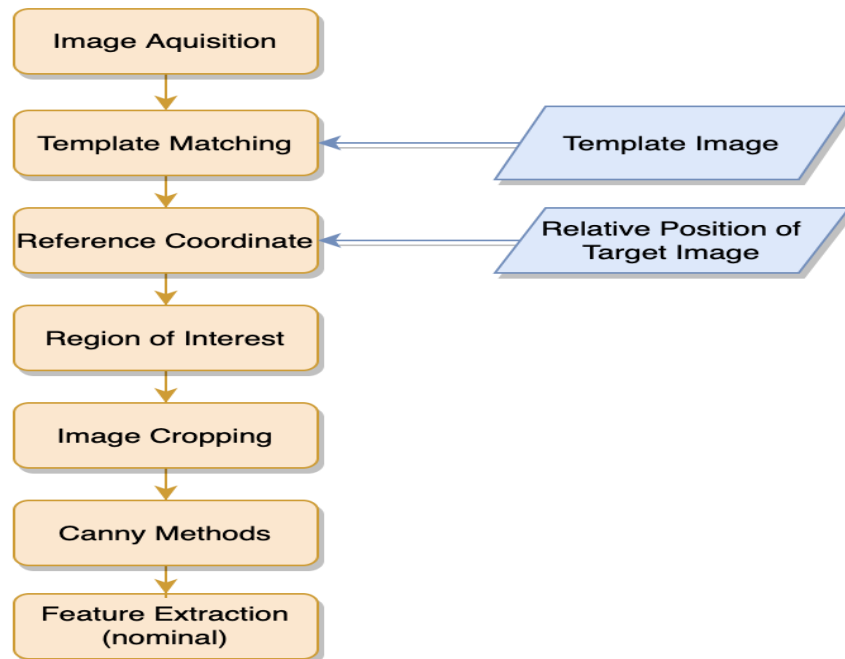 Image Aquisition
Template Matching
Template Image
Reference Coordinate
Relative Position of
Target Image
Region of Interest
Image Cropping
Canny Methods
Feature Extraction
(nominal)